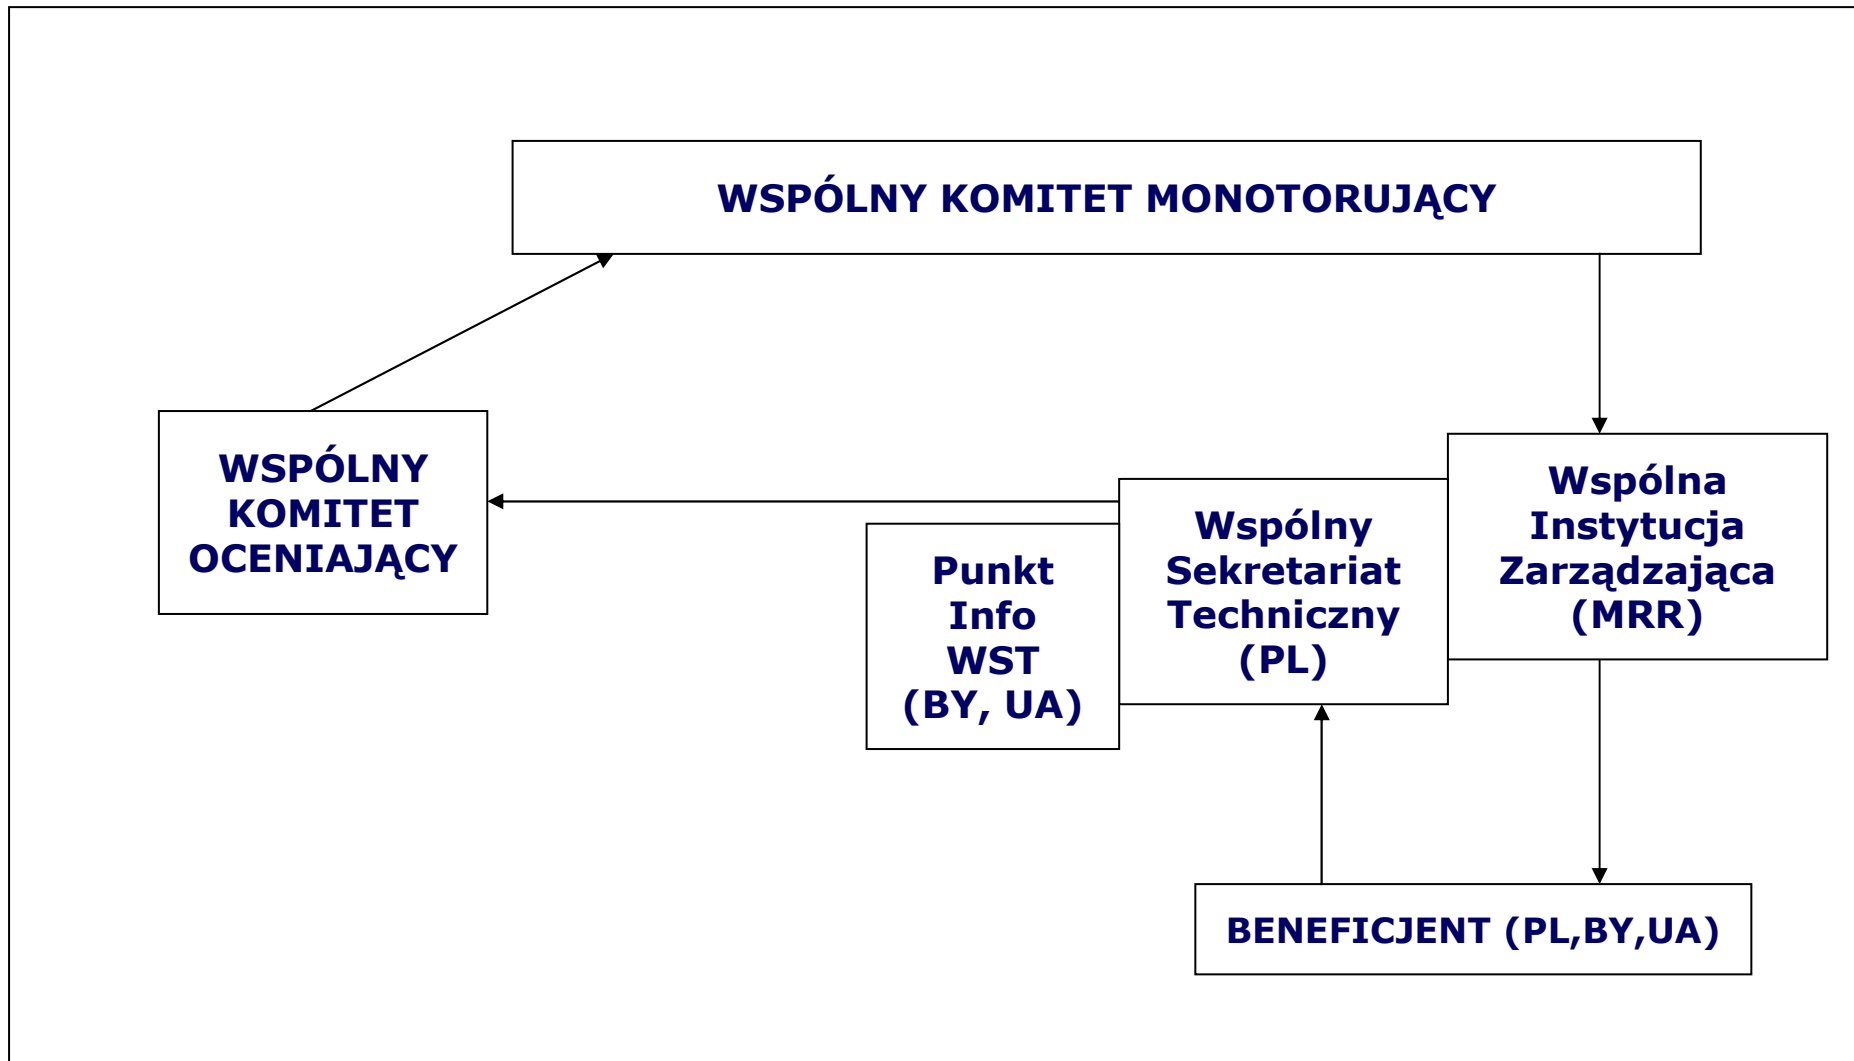 WSPÓLNY KOMITET MONOTORUJĄCY
WSPÓLNY
KOMITET
OCENIAJĄCY
Punkt
Info
WST
(BY, UA)
Wspólny
Sekretariat
Techniczny
(PL)
Wspólna
Instytucja
Zarządzająca
(MRR)
BENEFICJENT (PL,BY,UA)